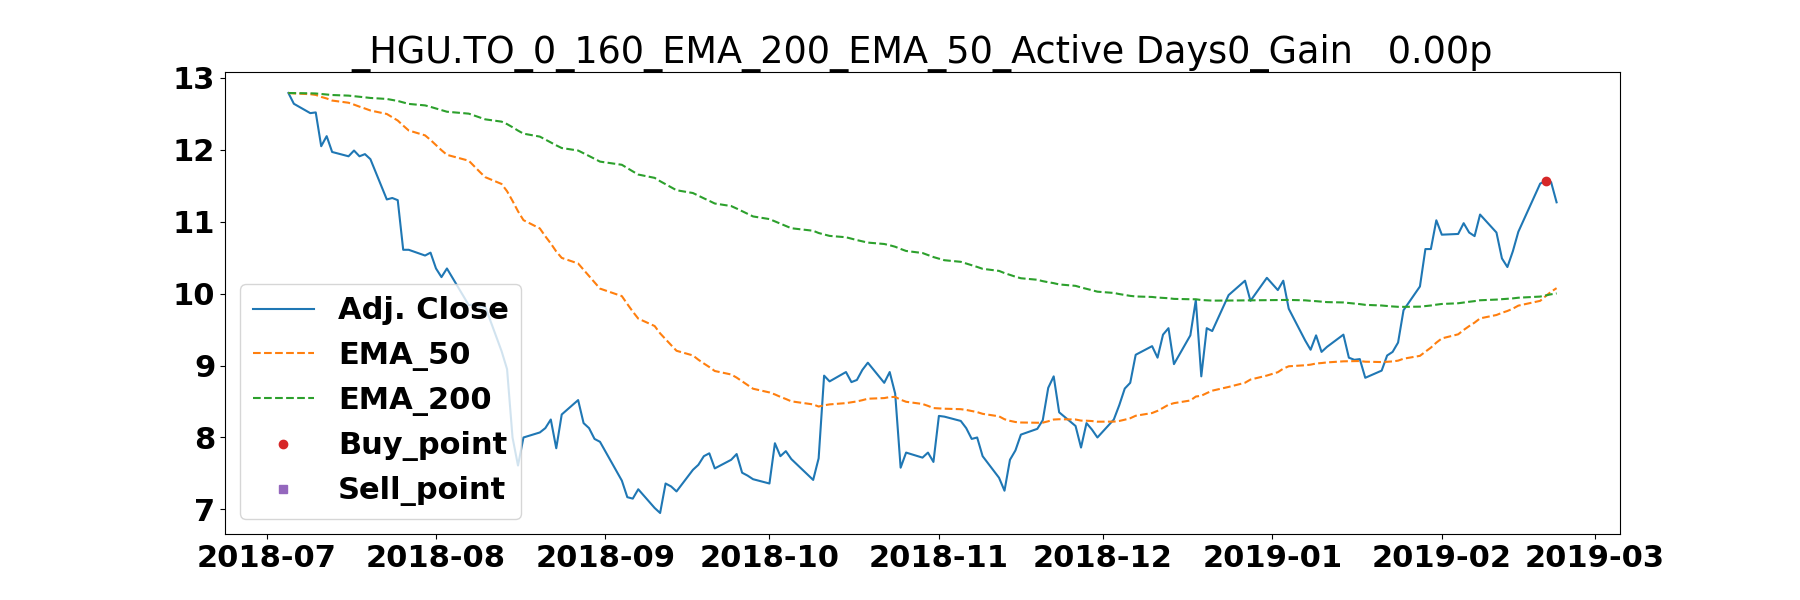 _HGU.TO_0_160_EMA_200_EMA_50_Active Days0_Gain   0.00p
13
12
11
10
9
8
7
Adj. Close
EMA_50
EMA_200
Buy_point
Sell_point
2018-07 2018-08 2018-09 2018-10 2018-11 2018-12 2019-01 2019-02 2019-03